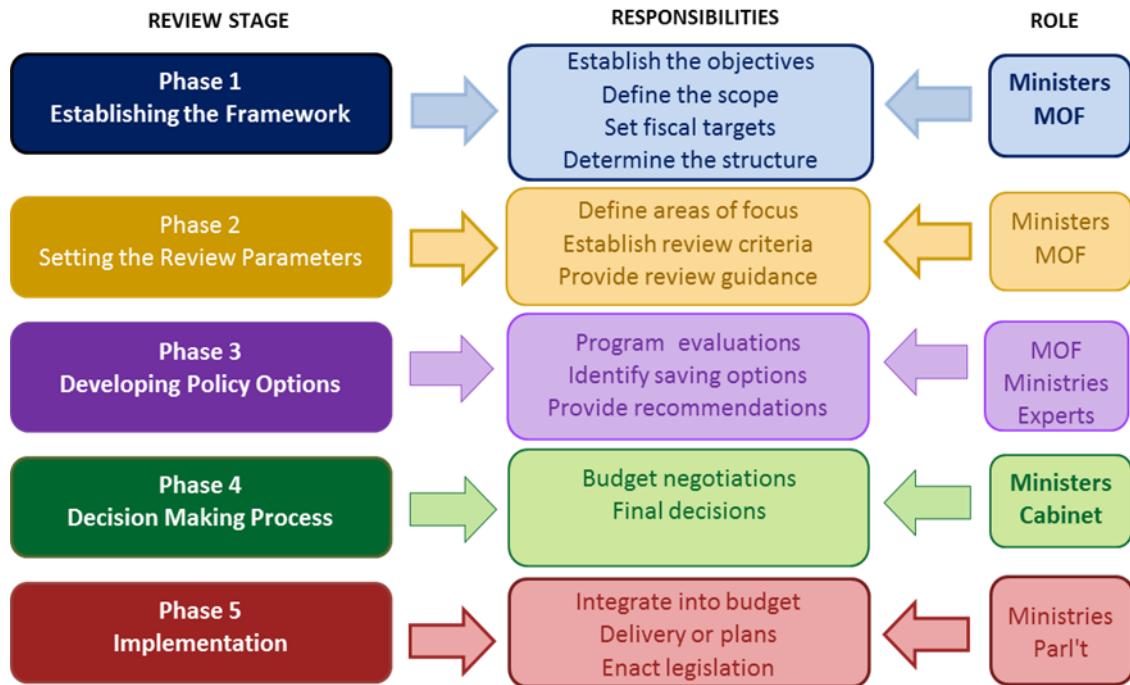 REVIEW STAGE
RESPONSIBILITIES
ROLE
Phase 1
Establishing the Framework
Establish the objectives
Define the scope
Set fiscal targets
Determine the structure
Ministers
MOF
Phase 2
Setting the Review Parameters
Define areas of focus
Establish review criteria
Provide review guidance
Ministers
MOF
Phase 3
Developing Policy Options
Program evaluations
Identify saving options
Provide recommendations
MOF
Ministries
Experts
Phase 4
Decision Making Process
Budget negotiations
Final decisions
Ministers
Cabinet
Phase 5
Implementation
Integrate into budget
Delivery or plans
Enact legislation
Ministries
Parl't